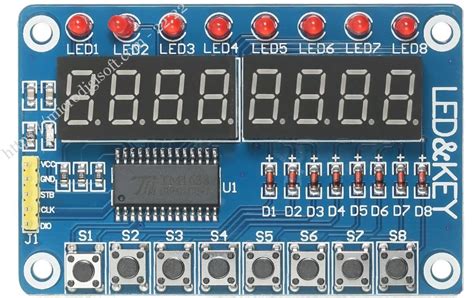 LED1 LED2 LED3 LED4 LED5 LED6 LED7 LED8
LED&KEY
VCC
GND
STB
CLK
DIO
J1
TM1638
U1
D1 D2 D3 D4 D5 D6 D7 D8
S1 S2 S3 S4 S5 S6 S7 S8